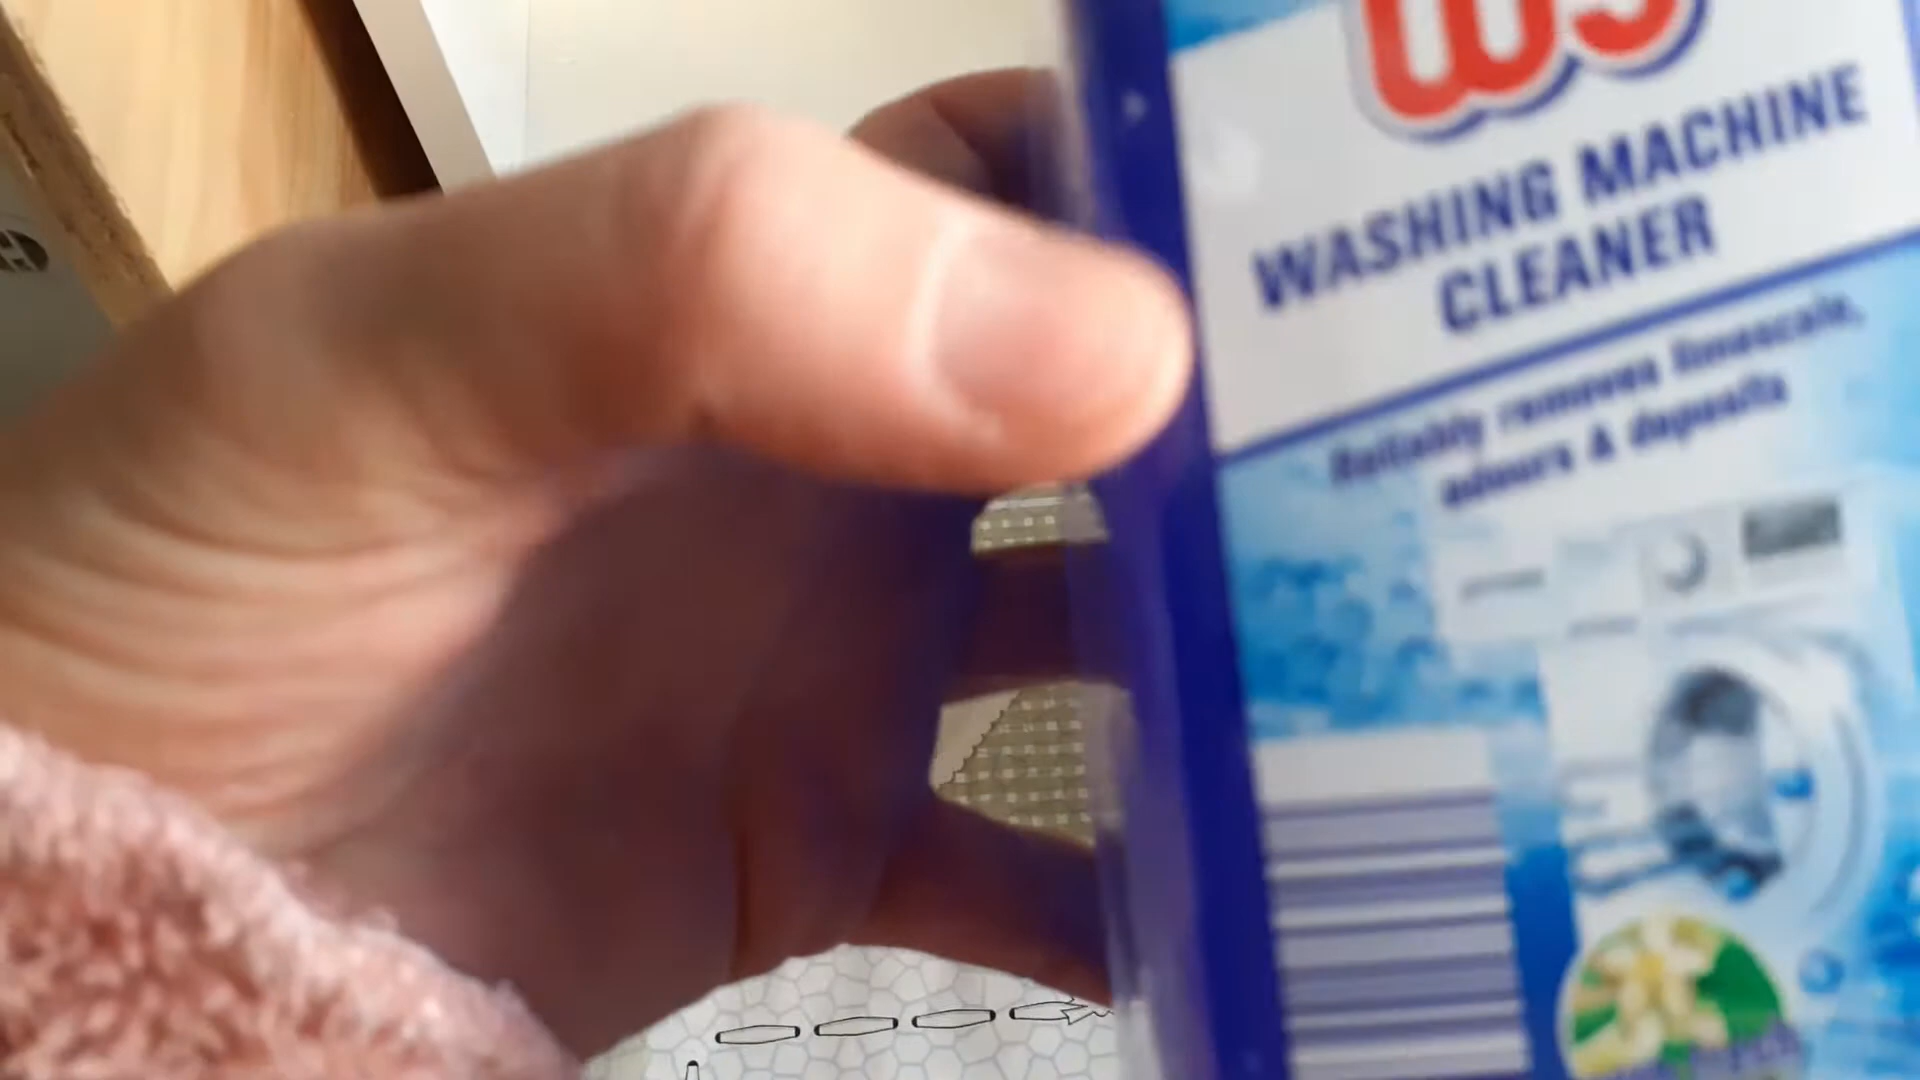 WASHING MACHINE
CLEANER
Reliably removes limescale,
odours & deposits